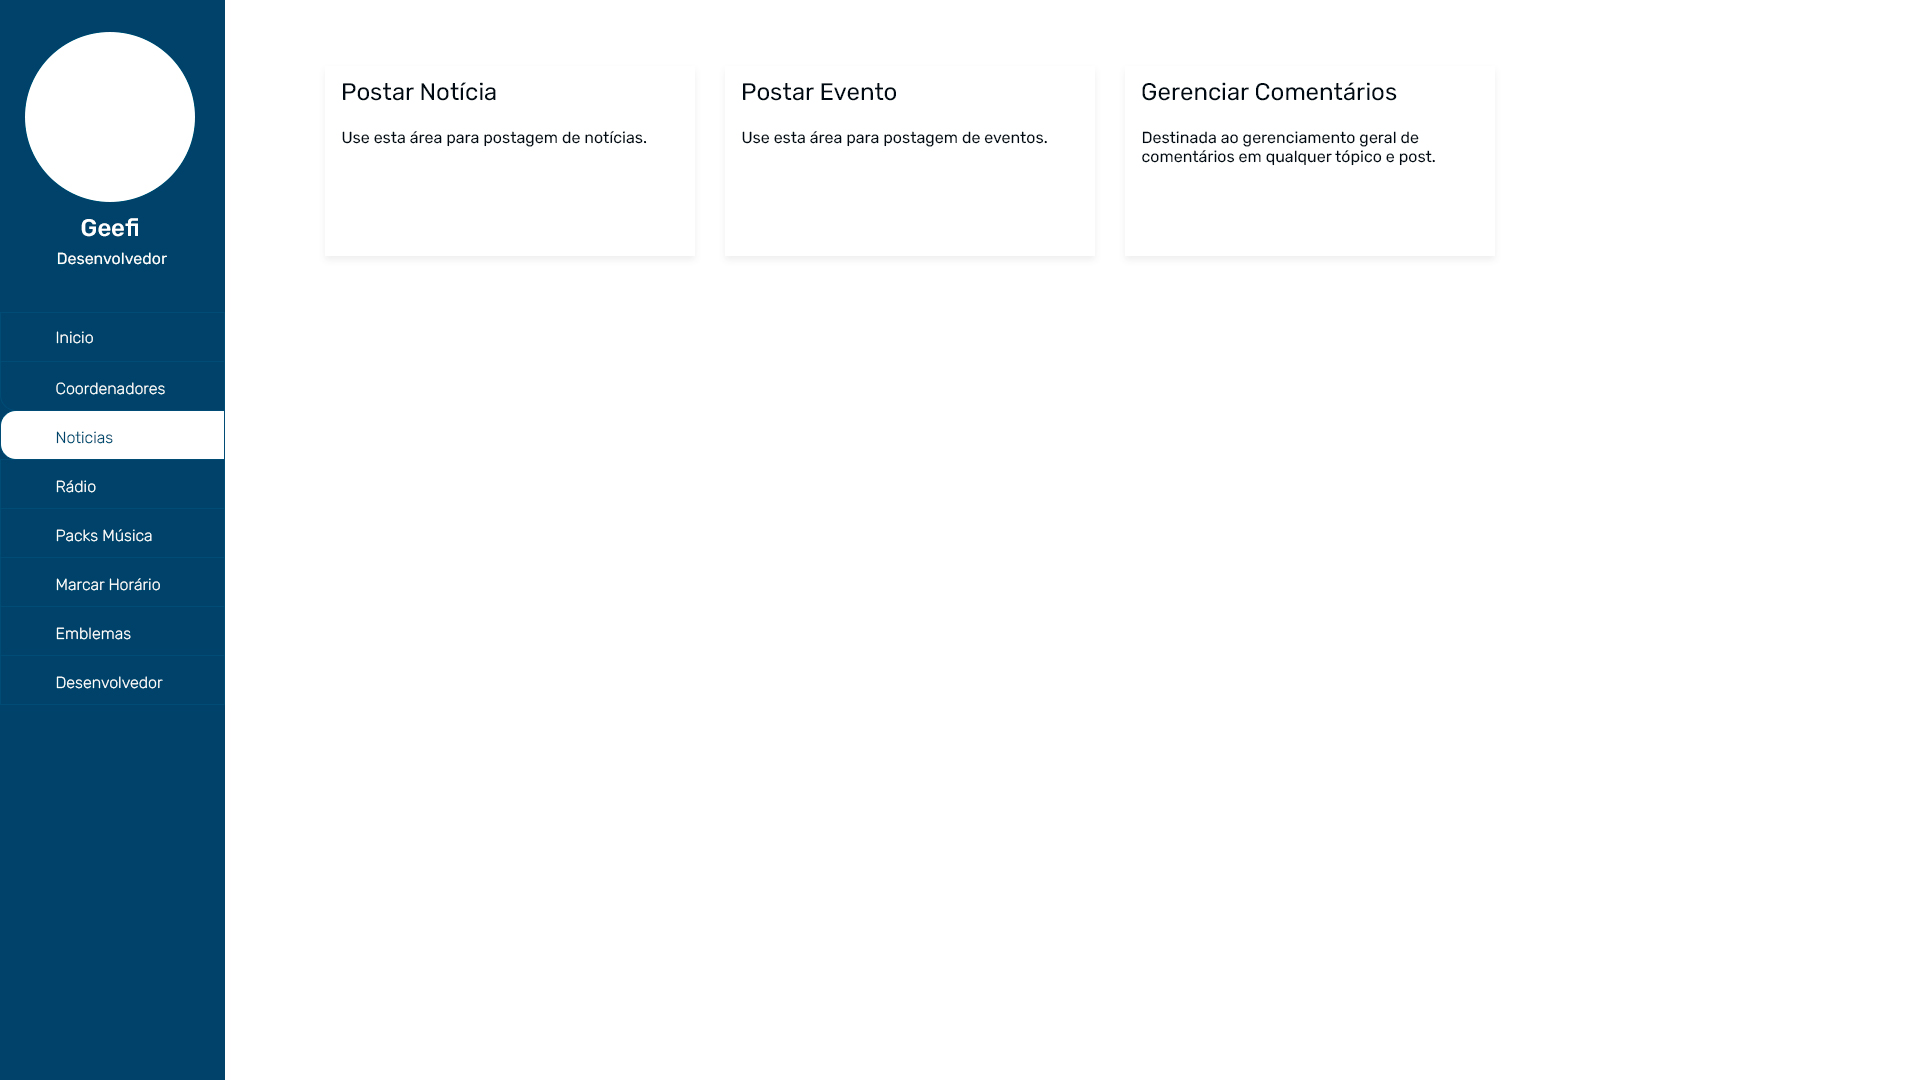 Geefi
Desenvolvedor
Inicio
Coordenadores
Noticias
Rádio
Packs Música
Marcar Horário
Emblemas
Desenvolvedor
Postar Notícia
Use esta área para postagem de notícias.
Postar Evento
Use esta área para postagem de eventos.
Gerenciar Comentários
Destinada ao gerenciamento geral de
comentários em qualquer tópico e post.